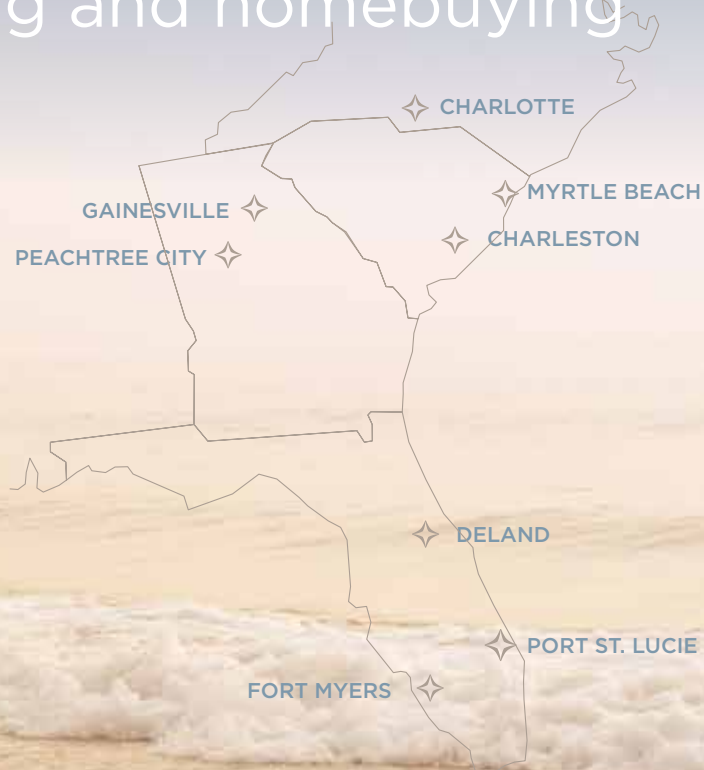 g and homebuying
CHARLOTTE
MYRTLE BEACH
GAINESVILLE
CHARLESTON
PEACHTREE CITY
DELAND
PORT ST. LUCIE
FORT MYERS